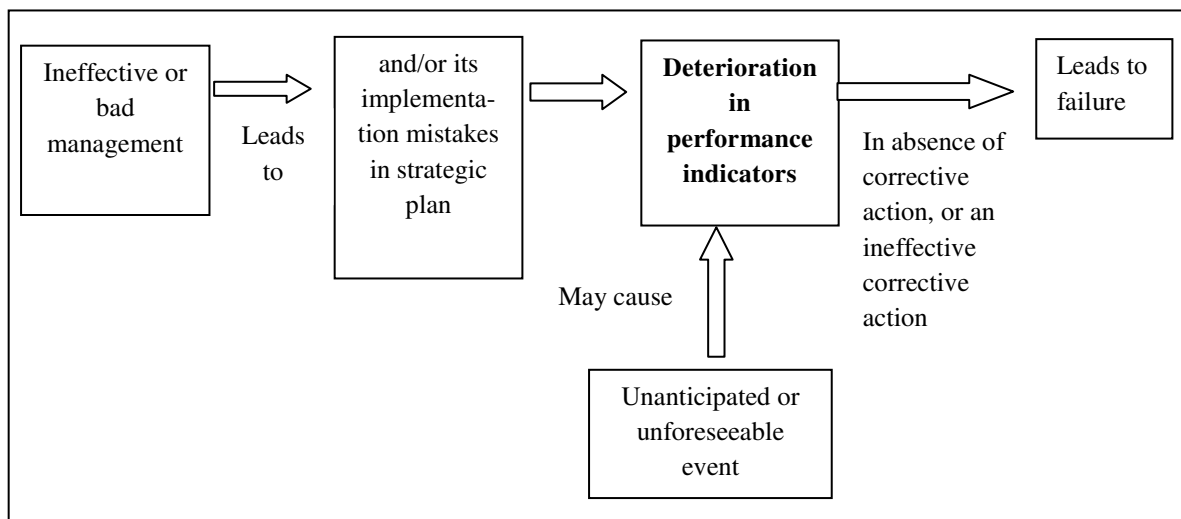 Ineffective or
bad
management
Leads
to
and/or its
implementa-
tion mistakes
in strategic
plan
Deterioration
in
performance
indicators
In absence of
corrective
action, or an
ineffective
corrective
action
Leads to
failure
May cause
Unanticipated or
unforeseeable
event